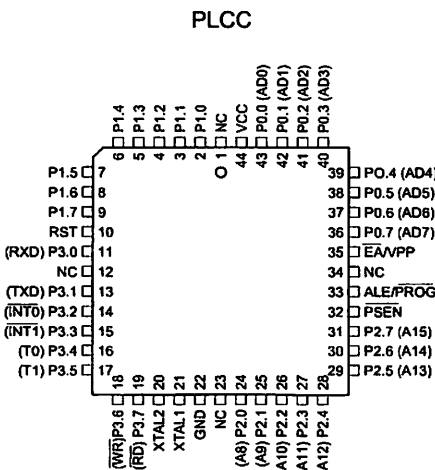 PLCC
P1.4
P1.3
P1.2
P1.1
P1.0
NC
VCC
P0.0 (AD0)
P0.1 (AD1)
P0.2 (AD2)
P0.3 (AD3)
6 5 4 3 2 1 44 43 42 41 40
P1.5 7
P1.6 8
P1.7 9
RST 10
(RXD) P3.0 11
NC 12
(TXD) P3.1 13
(INT0) P3.2 14
(INT1) P3.3 15
(T0) P3.4 16
(T1) P3.5 17
39 PO.4 (AD4)
38 P0.5 (AD5)
37 P0.6 (AD6)
36 P0.7 (AD7)
35 EA/VPP
34 NC
33 ALE/PROG
32 PSEN
31 P2.7 (A15)
30 P2.6 (A14)
29 P2.5 (A13)
18 19 20 21 22 23 24 25 26 27 28
(WR)P3.6
(RD) P3.7
XTAL2
XTAL1
GND
NC
(A8) P2.0
(A9) P2.1
A10) P2.2
A11) P2.3
A12) P2.4